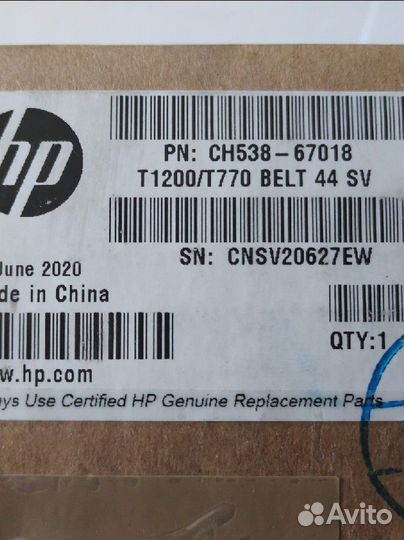 hp
PN: CH538-67018
T1200/T770 BELT 44 SV
SN: CNSV20627EW
June 2020
de in China
QTY:1
w.hp.com
ys Use Certified HP Genuine Replacement Parts
Avito